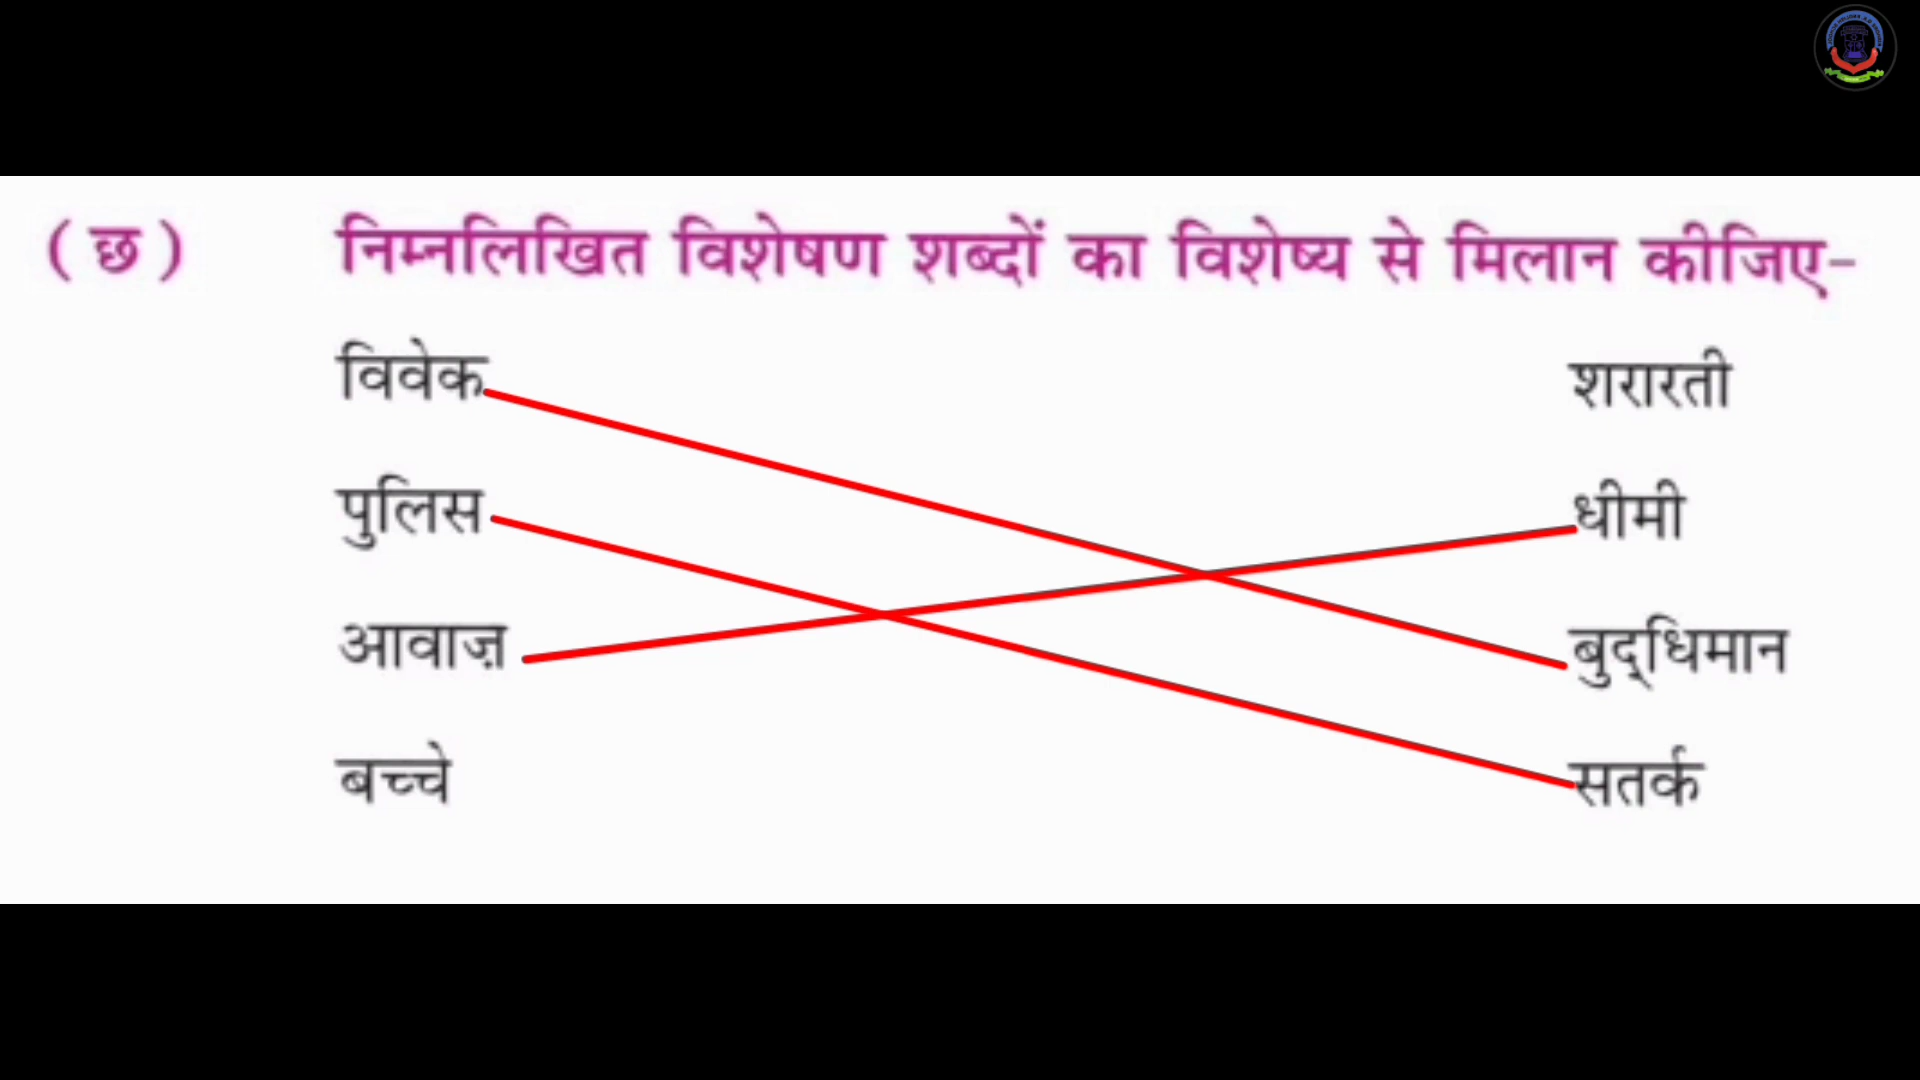 ( छ ) निम्नलिखित विशेषण शब्दों का विशेष्य से मिलान कीजिए-
विवेक शरारती
पुलिस धीमी
आवाज़ बुद्‌धिमान
बच्चे सतर्क